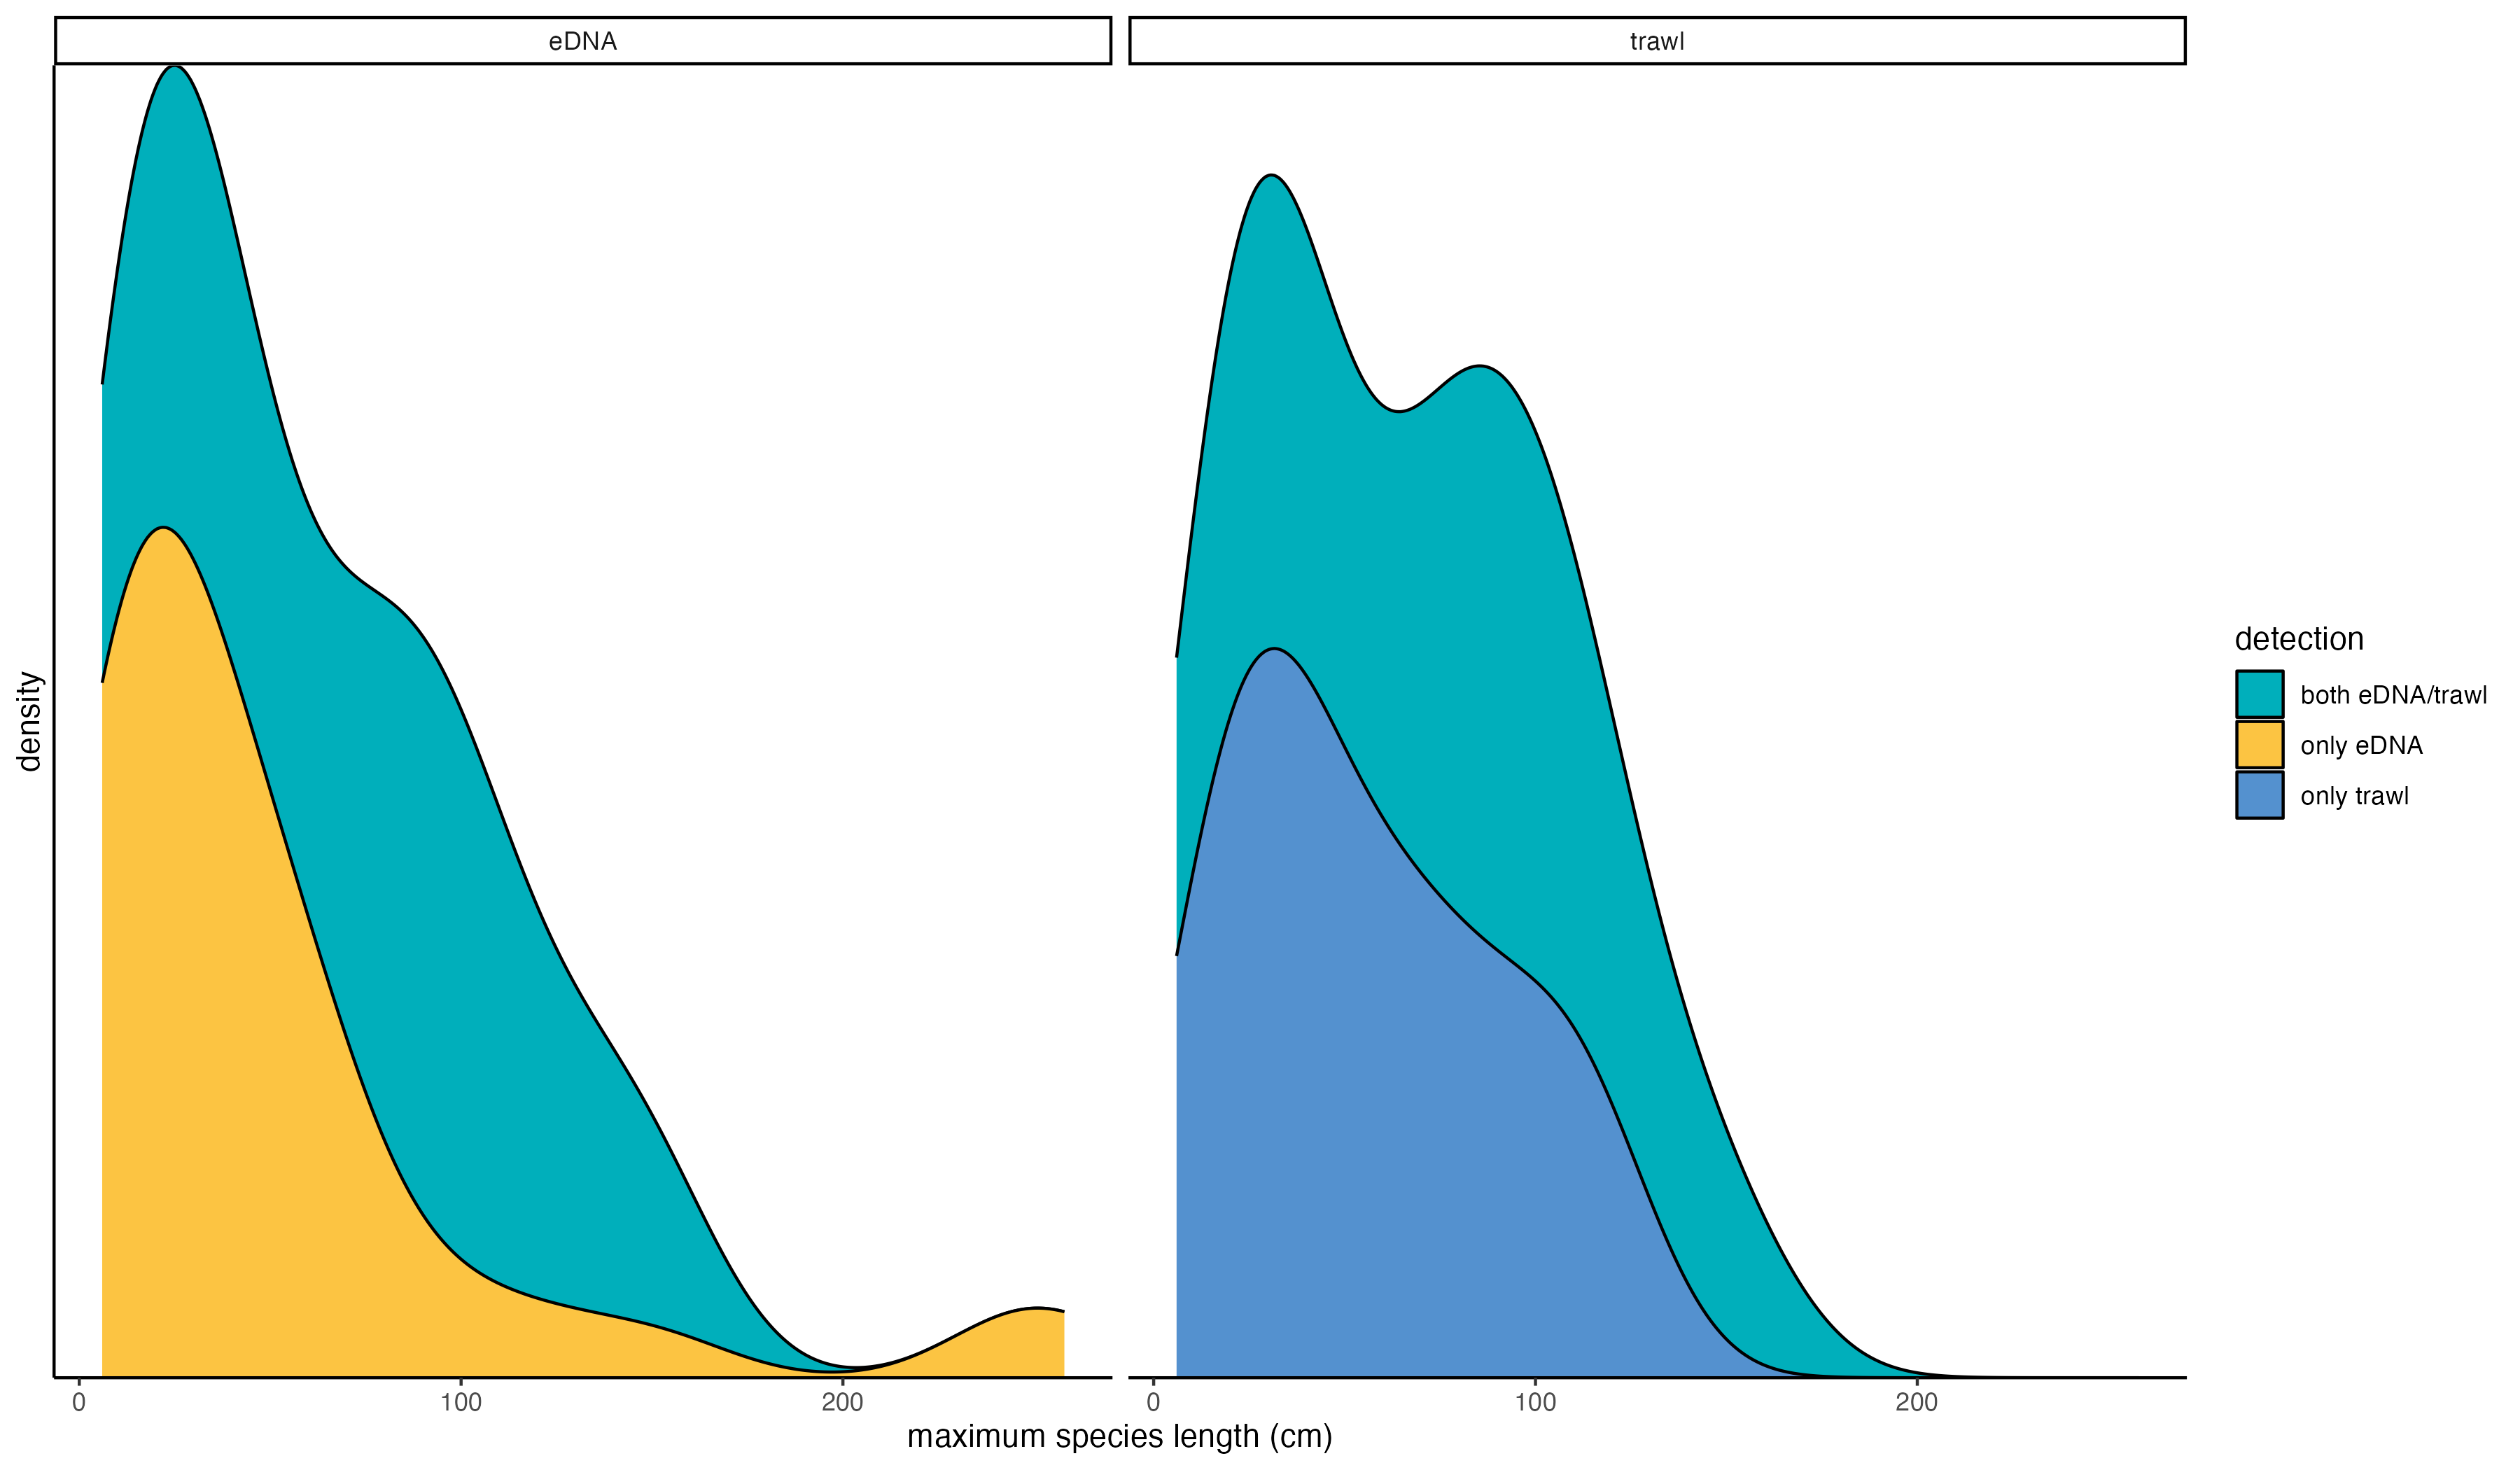 eDNA
trawl
density
0
100
200
0
100
200
maximum species length (cm)
detection
both eDNA/trawl
only eDNA
only trawl